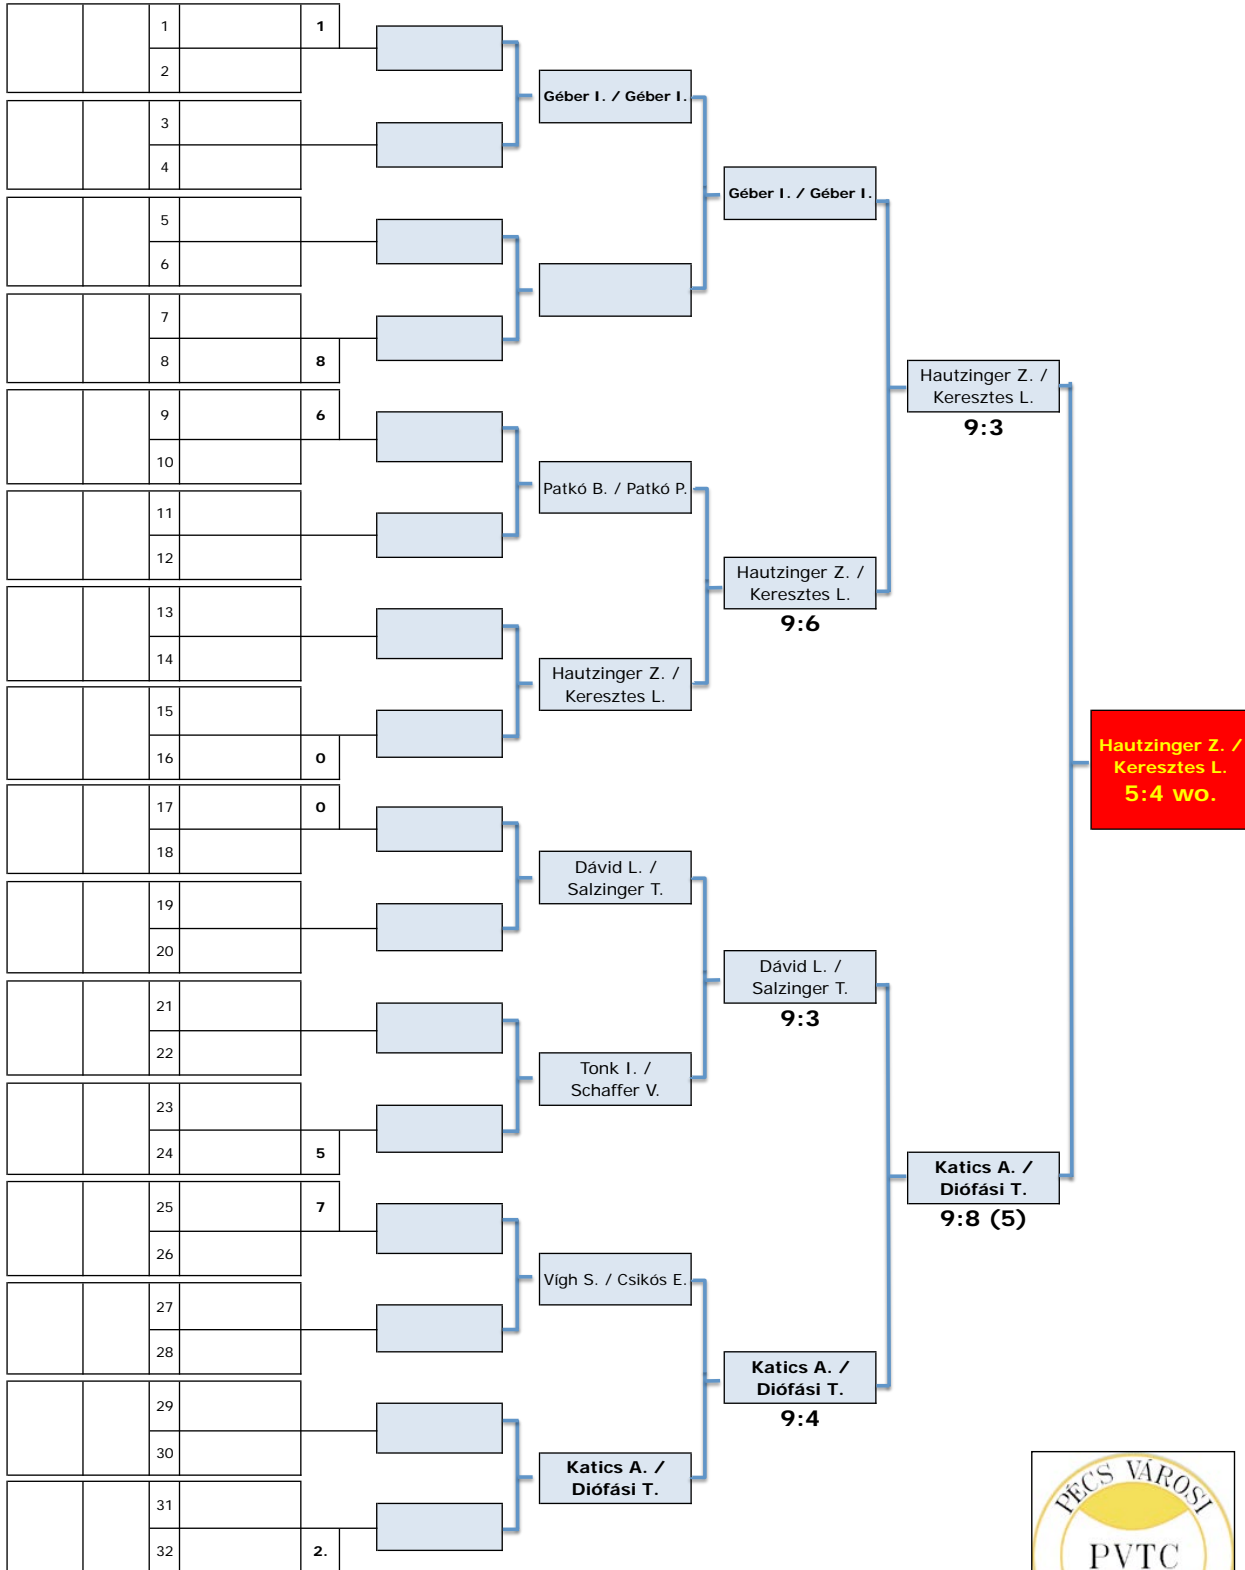 1 1
2
3
4
5
6
7
8 8
9 6
10
11
12
13
14
15
16 0
17 0
18
19
20
21
22
23
24 5
25 7
26
27
28
29
30
31
32 2.
Géber I. / Géber I.
Patkó B. / Patkó P.
Hautzinger Z. /
Keresztes L.
Dávid L. /
Salzinger T.
Tonk I. /
Schaffer V.
Vígh S. / Csikós E.
Katics A. /
Diófási T.
Géber I. / Géber I.
Hautzinger Z. /
Keresztes L.
9:6
Dávid L. /
Salzinger T.
9:3
Katics A. /
Diófási T.
9:4
Hautzinger Z. /
Keresztes L.
9:3
Katics A. /
Diófási T.
9:8 (5)
Hautzinger Z. /
Keresztes L.
5:4 wo.
PÉCS VÁROSI
PVTC